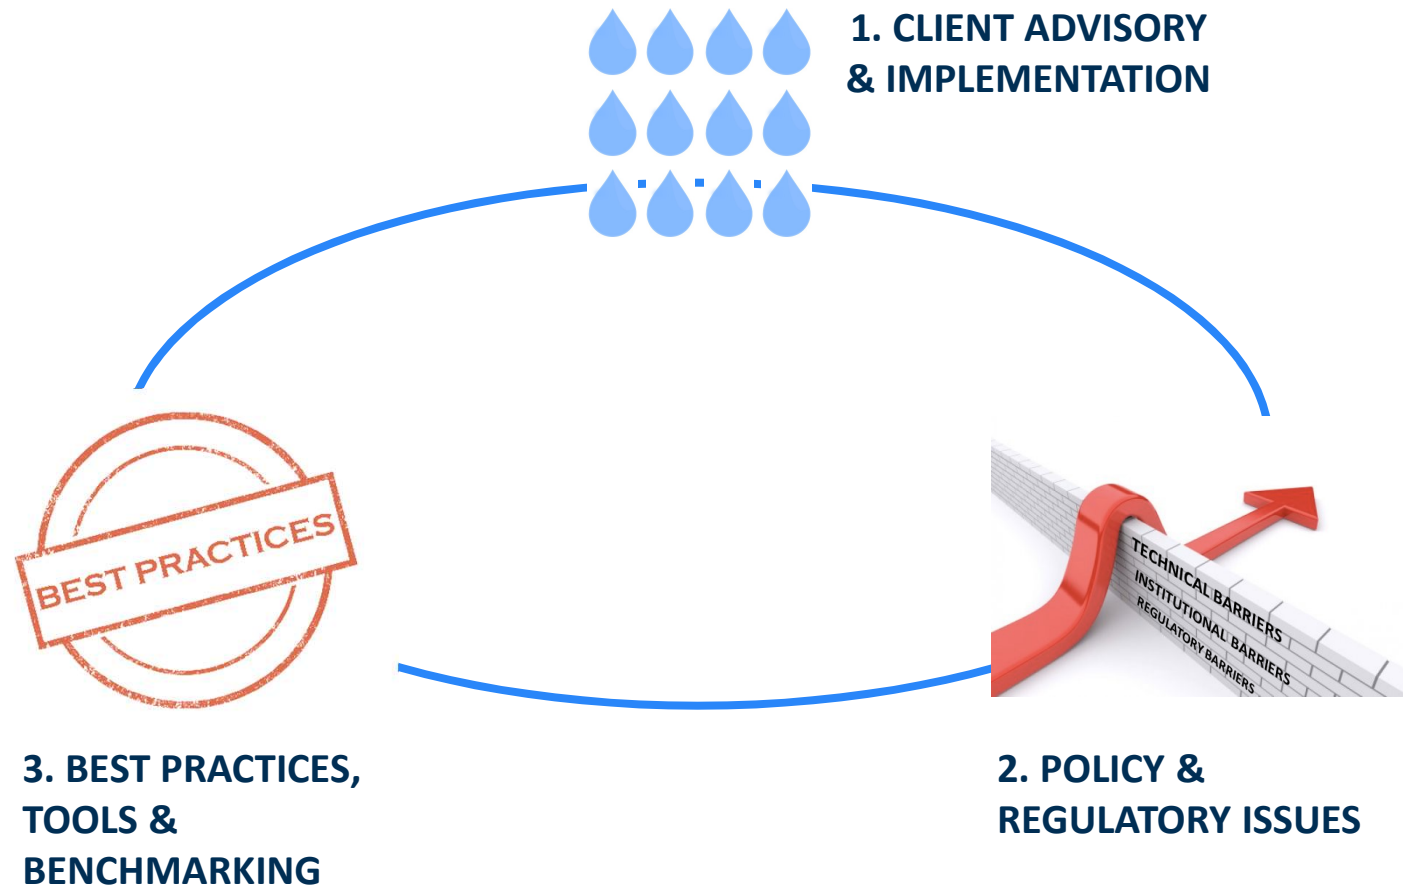 1. CLIENT ADVISORY
& IMPLEMENTATION
BEST PRACTICES
TECHNICAL BARRIERS
INSTITUTIONAL BARRIERS
REGULATORY BARRIERS
3. BEST PRACTICES,
TOOLS &
BENCHMARKING
2. POLICY &
REGULATORY ISSUES